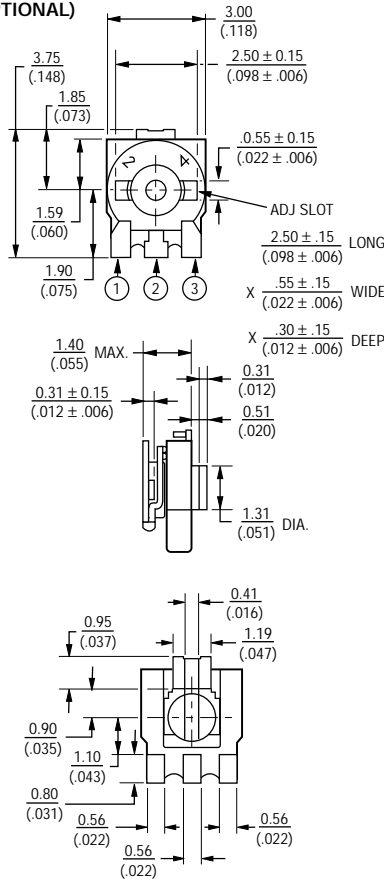 PTIONAL)
3.00
(.118)
3.75
(.148)
2.50 ± 0.15
(.098 ± .006)
1.85
(.073)
.0.55 ± 0.15
(.022 ± .006)
2
4
ADJ SLOT
1.59
(.060)
2.50 ± .15
(.098 ± .006) LONG
1.90
(.075)
1
2
3
X .55 ± .15
(.022 ± .006) WIDE
X .30 ± .15
(.012 ± .006) DEEP
1.40
(.055) MAX.
0.31
(.012)
0.31 ± 0.15
(.012 ± .006)
0.51
(.020)
1.31
(.051) DIA.
0.41
(.016)
0.95
(.037)
1.19
(.047)
0.90
(.035)
1.10
(.043)
0.80
(.031)
0.56
(.022)
0.56
(.022)
0.56
(.022)